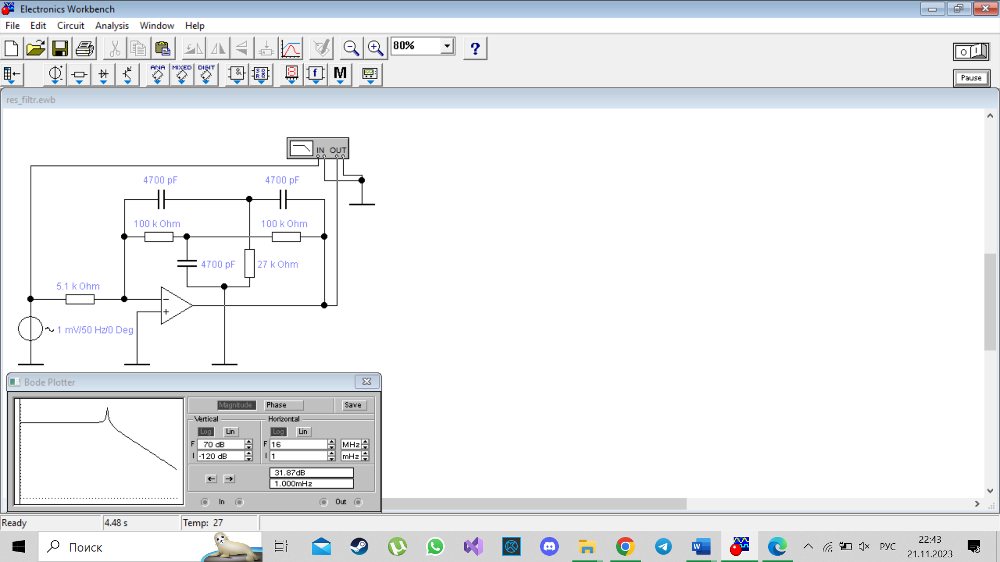 Electronics Workbench
File Edit Circuit Analysis Window Help
80%
?
ANA MIXED DIGIT
f M
Pause
res_filtr.ewb
IN OUT
4700 pF 4700 pF
100 k Ohm 100 k Ohm
4700 pF 27 k Ohm
5.1 k Ohm
1 mV/50 Hz/0 Deg
Bode Plotter
Magnitude Phase Save
Vertical Horizontal
Log Lin Log Lin
F 70 dB F 16 MHz
I -120 dB I 1 mHz
31.87dB
1.000mHz
In Out
Ready 4.48 s Temp: 27
Поиск
РУС
22:43
21.11.2023